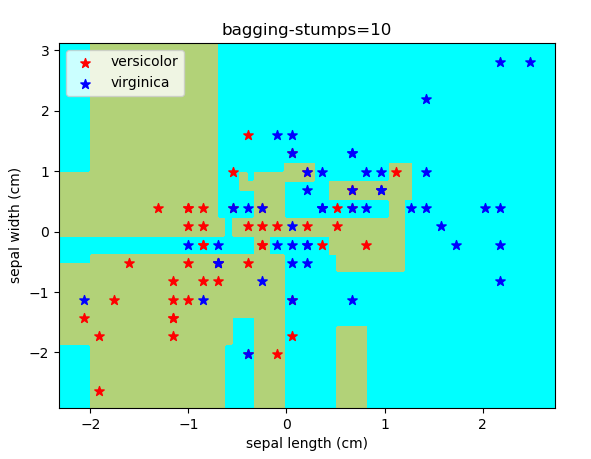 bagging-stumps=10
versicolor
virginica
sepal width (cm)
3
2
1
0
−1
−2
−2
−1
0
1
2
sepal length (cm)